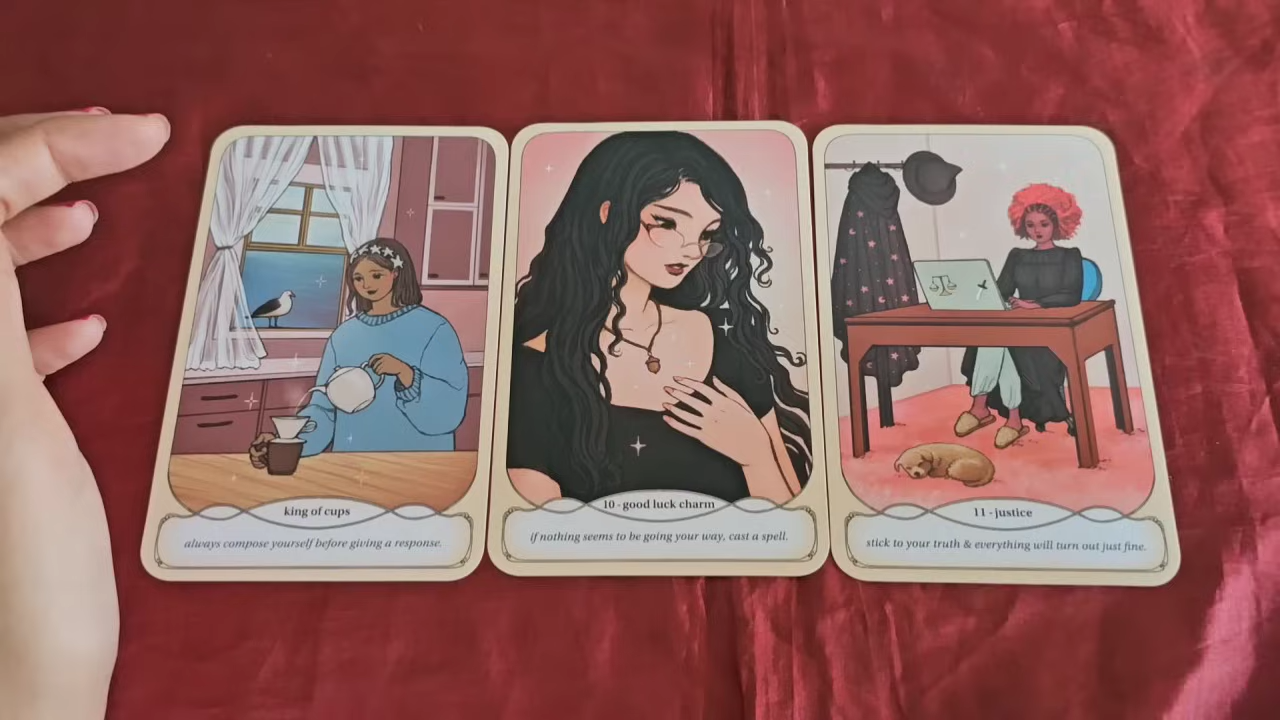 king of cups
always compose yourself before giving a response.
10 - good luck charm
if nothing seems to be going your way, cast a spell.
11 - justice
stick to your truth & everything will turn out just fine.